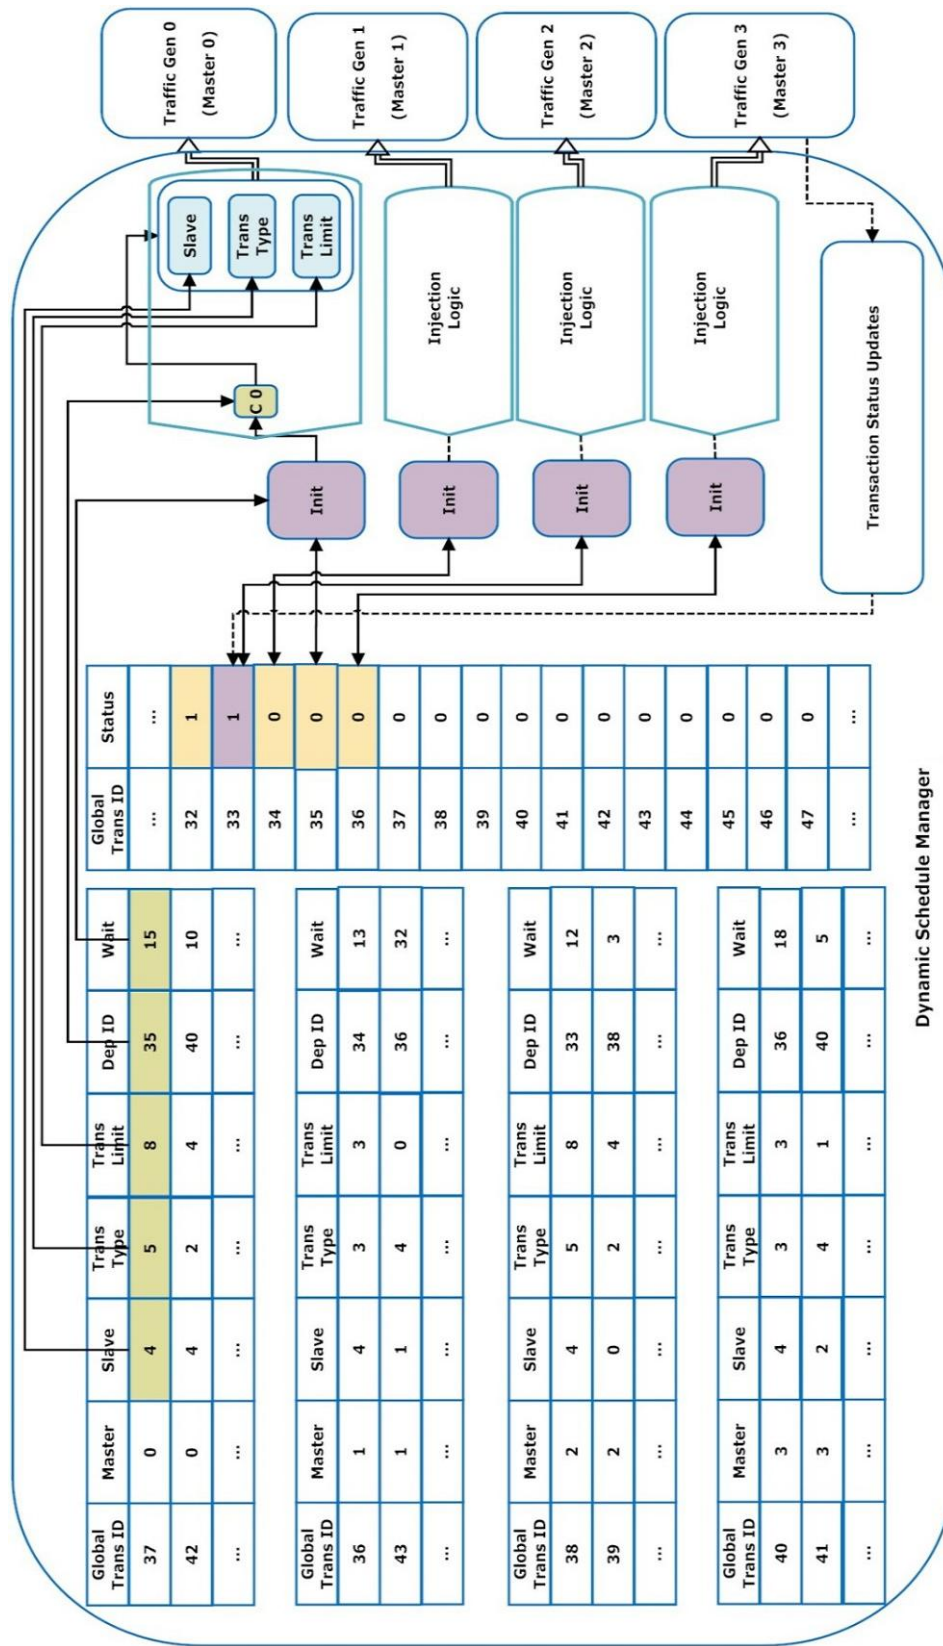 Global Trans ID Master Slave Trans Type Trans Limit Dep ID Wait
37 0 4 5 8 35 15
42 0 4 2 4 40 10
... ... ... ... ... ... ...
Global Trans ID Master Slave Trans Type Trans Limit Dep ID Wait
36 1 4 3 3 34 13
43 1 1 4 0 36 32
... ... ... ... ... ... ...
Global Trans ID Master Slave Trans Type Trans Limit Dep ID Wait
38 2 4 5 8 33 12
39 2 0 2 4 38 3
... ... ... ... ... ... ...
Global Trans ID Master Slave Trans Type Trans Limit Dep ID Wait
40 3 4 3 3 36 18
41 3 2 4 1 40 5
... ... ... ... ... ... ...
Global Trans ID Status
... ...
32 1
33 1
34 0
35 0
36 0
37 0
38 0
39 0
40 0
41 0
42 0
43 0
44 0
45 0
46 0
47 0
... ...
Init
Init
Init
Init
C 0
Slave
Trans
Type
Trans
Limit
Injection
Logic
Injection
Logic
Injection
Logic
Transaction Status Updates
Traffic Gen 0
(Master 0)
Traffic Gen 1
(Master 1)
Traffic Gen 2
(Master 2)
Traffic Gen 3
(Master 3)
Dynamic Schedule Manager